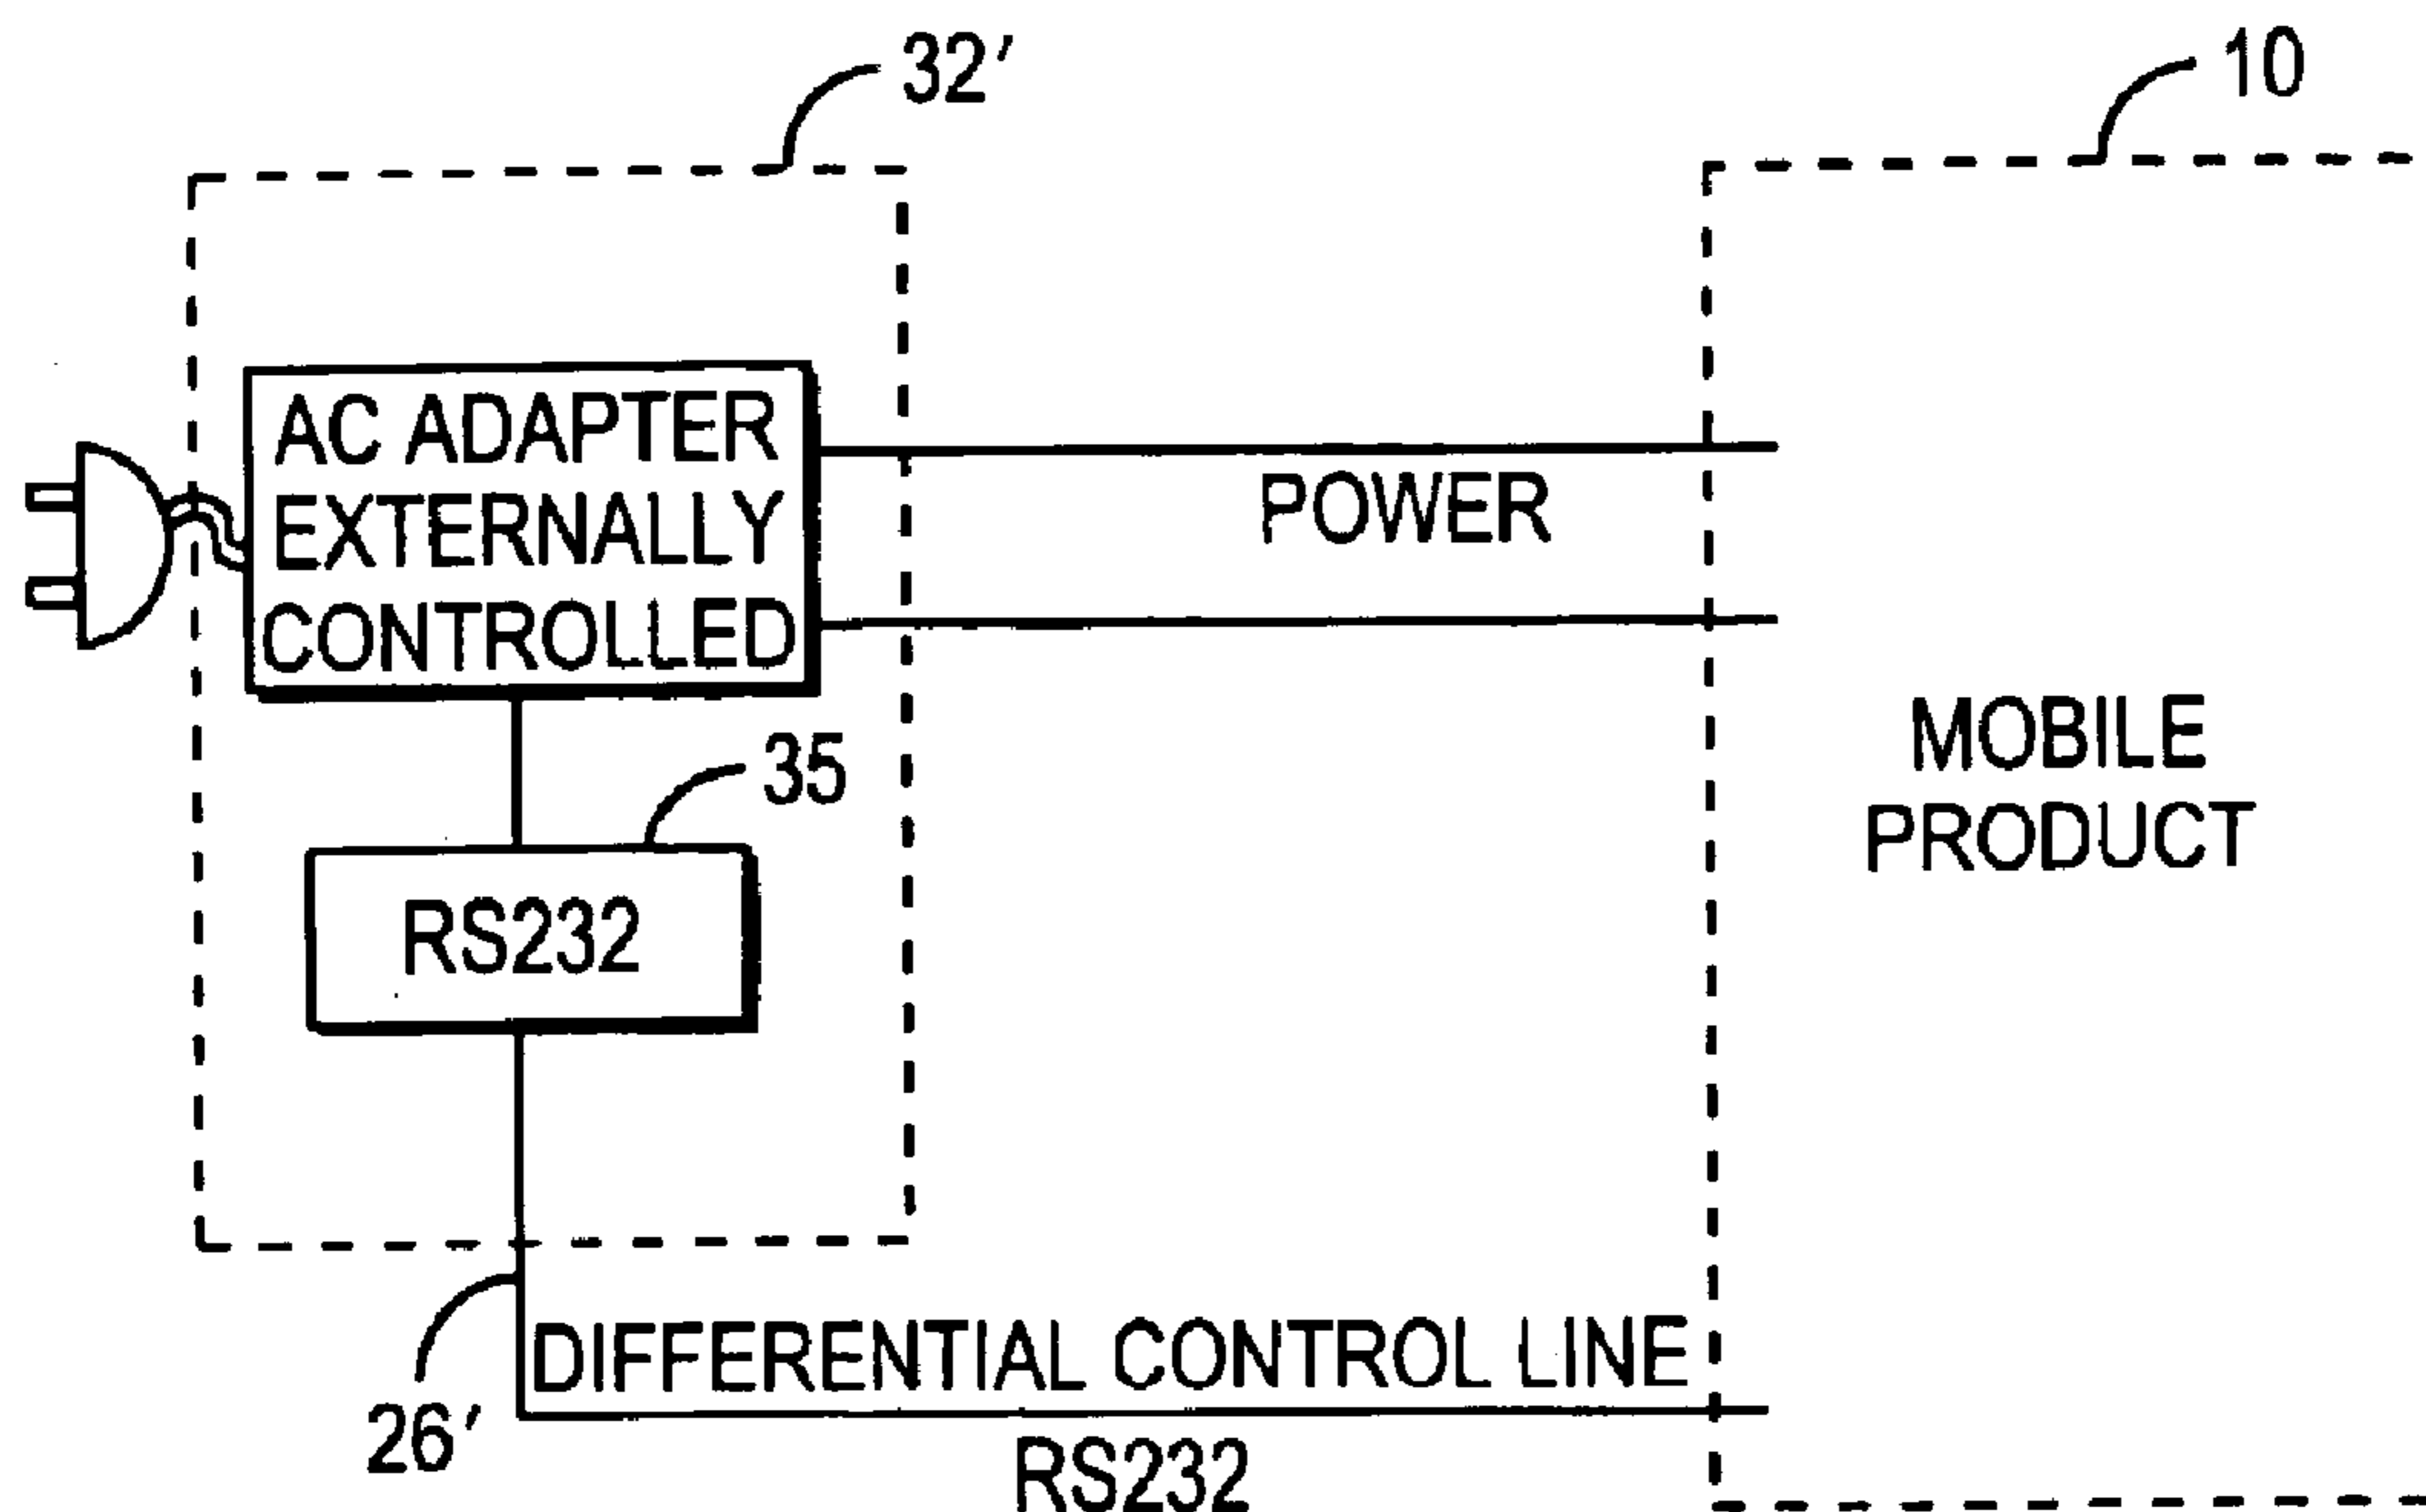 32'
10
AC ADAPTER
EXTERNALLY
CONTROLLED
POWER
MOBILE
PRODUCT
35
RS232
DIFFERENTIAL CONTROL LINE
26'
RS232